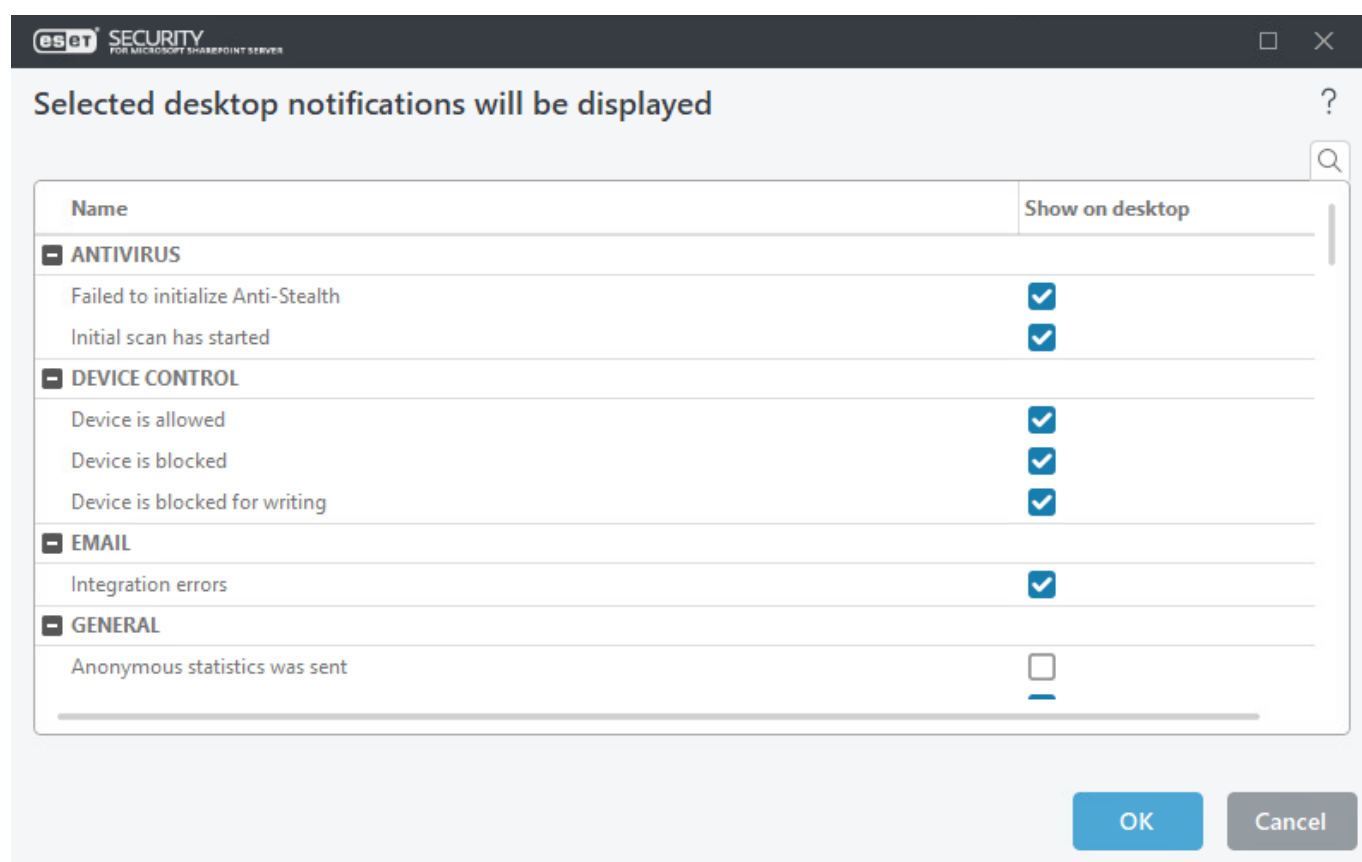 eset SECURITY
FOR MICROSOFT SHAREPOINT SERVER
Selected desktop notifications will be displayed ?
Name Show on desktop
ANTIVIRUS
Failed to initialize Anti-Stealth
Initial scan has started
DEVICE CONTROL
Device is allowed
Device is blocked
Device is blocked for writing
EMAIL
Integration errors
GENERAL
Anonymous statistics was sent
OK Cancel